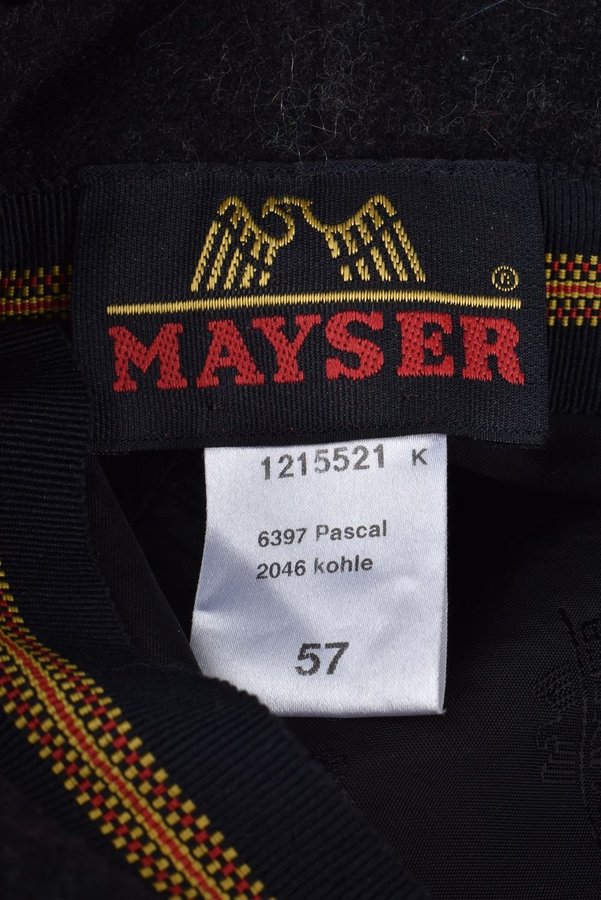 ®
MAYSER
1215521 K
6397 Pascal
2046 kohle
57